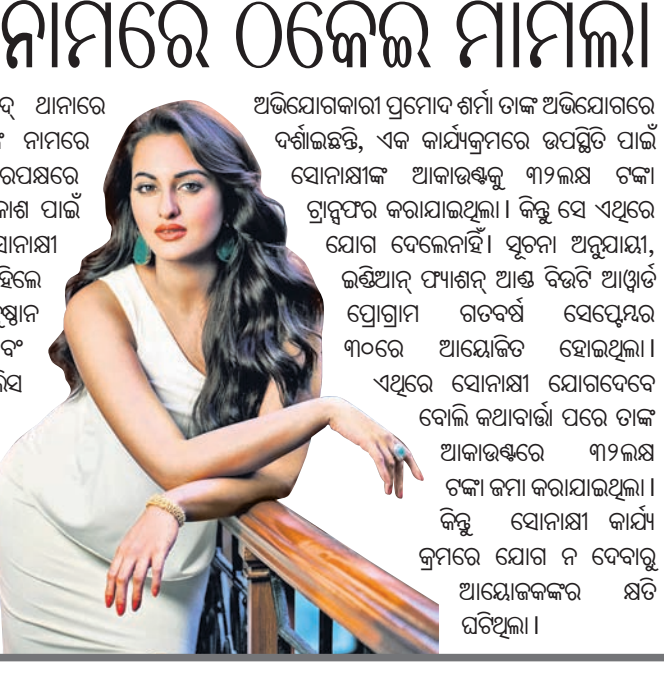 ନାମରେ ଠକେଇ ମାମଲା
ଥାନାରେ
ନାମରେ
ପାଇଁ
ଅଭିଯୋଗକାରୀ ପ୍ରମୋଦ ଶର୍ମା ତାଙ୍କ ଅଭିଯୋଗରେ
ଦର୍ଶାଇଛନ୍ତି, ଏକ କାର୍ଯ୍ୟକ୍ରମରେ ଉପସ୍ଥିତି ପାଇଁ
ସୋନାକ୍ଷୀଙ୍କ ଆକାଉଣ୍ଟକୁ ୩୨ଲକ୍ଷ ଟଙ୍କା
ଟ୍ରାନ୍ସଫର କରାଯାଇଥିଲା। କିନ୍ତୁ ସେ ଏଥିରେ
ଯୋଗ ଦେଲେନାହିଁ। ସୂଚନା ଅନୁଯାୟୀ,
ଇଣ୍ଡିଆନ୍ ଫ୍ୟାଶନ୍ ଆଣ୍ଡ ବିଉଟି ଆୱାର୍ଡ
ପ୍ରୋଗ୍ରାମ ଗତବର୍ଷ ସେପ୍ଟେମ୍ବର
୩୦ରେ ଆୟୋଜିତ ହୋଇଥିଲା।
ଏଥିରେ ସୋନାକ୍ଷୀ ଯୋଗଦେବେ
ବୋଲି କଥାବାର୍ତ୍ତା ପରେ ତାଙ୍କ
ଆକାଉଣ୍ଟରେ ୩୨ଲକ୍ଷ
ଟଙ୍କା ଜମା କରାଯାଇଥିଲା।
କିନ୍ତୁ ସୋନାକ୍ଷୀ କାର୍ଯ୍ୟ
କ୍ରମରେ ଯୋଗ ନ ଦେବାରୁ
ଆୟୋଜକଙ୍କର କ୍ଷତି
ଘଟିଥିଲା।